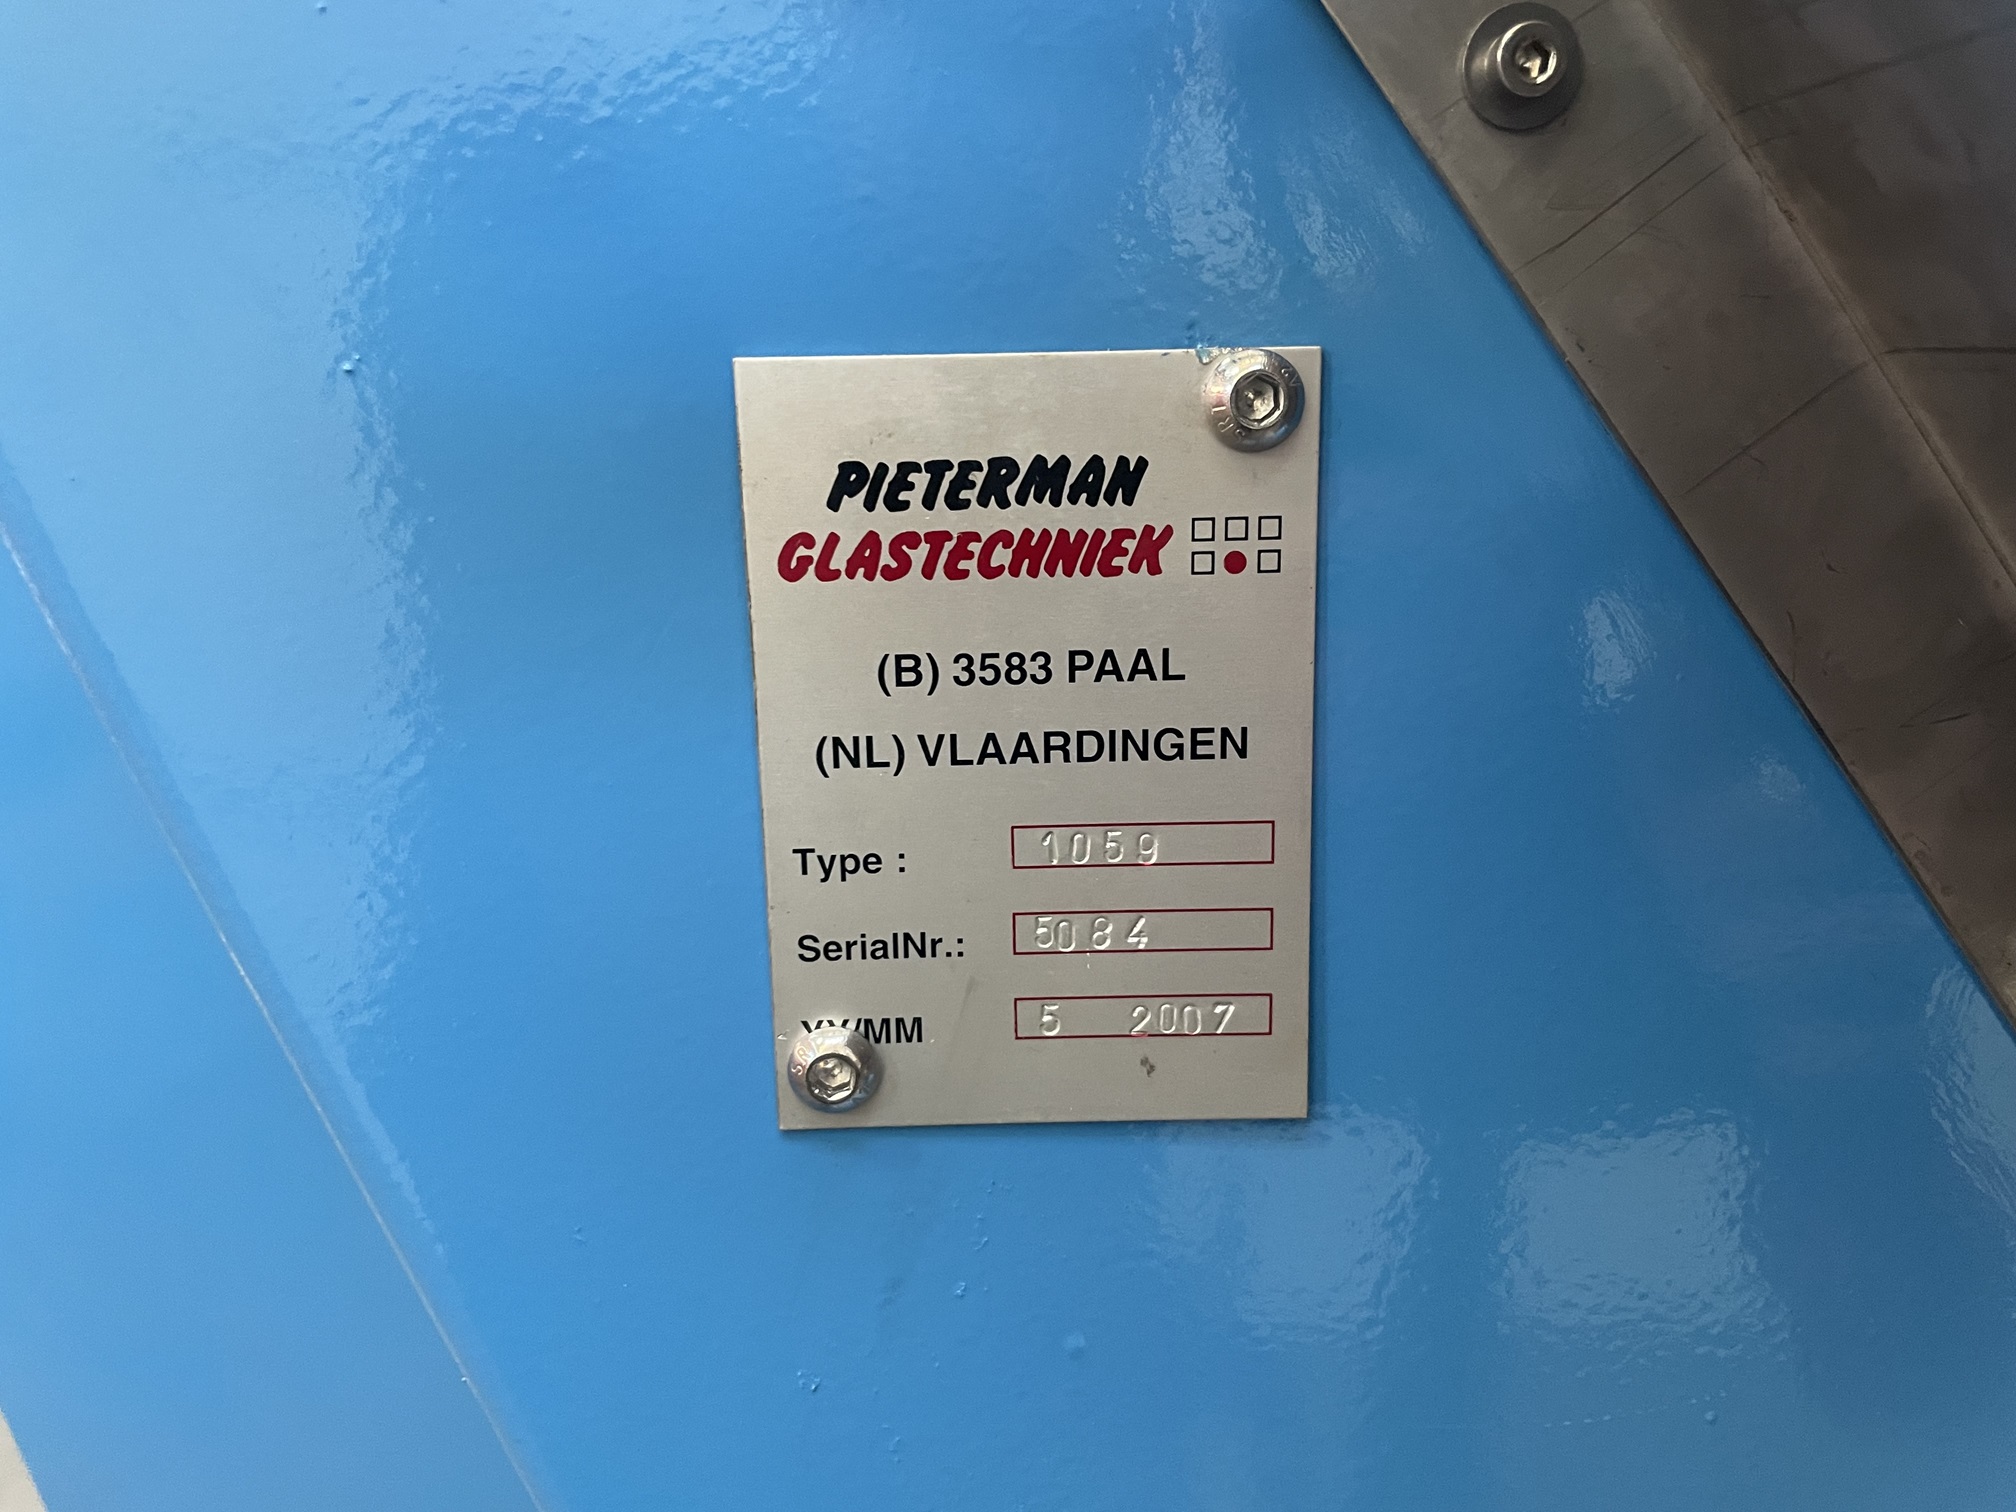 PIETERMAN
GLASTECHNIEK
(B) 3583 PAAL
(NL) VLAARDINGEN
Type : 1059
SerialNr.: 5084
YY/MM 5 2007